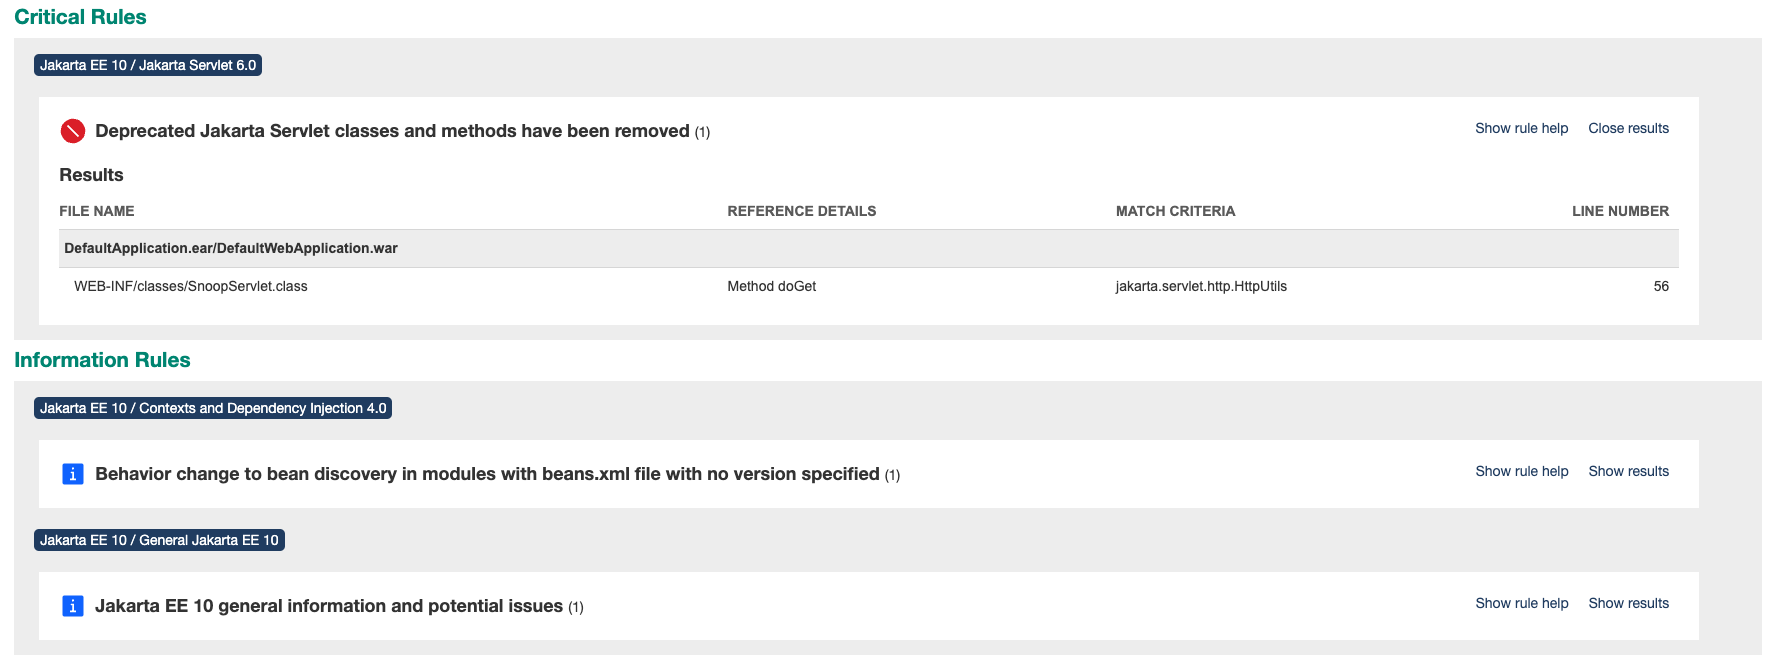 Critical Rules
Jakarta EE 10 / Jakarta Servlet 6.0
Deprecated Jakarta Servlet classes and methods have been removed (1)
Show rule help Close results
Results
FILE NAME REFERENCE DETAILS MATCH CRITERIA LINE NUMBER
DefaultApplication.ear/DefaultWebApplication.war
WEB-INF/classes/SnoopServlet.class Method doGet jakarta.servlet.http.HttpUtils 56
Information Rules
Jakarta EE 10 / Contexts and Dependency Injection 4.0
Behavior change to bean discovery in modules with beans.xml file with no version specified (1)
Show rule help Show results
Jakarta EE 10 / General Jakarta EE 10
Jakarta EE 10 general information and potential issues (1)
Show rule help Show results